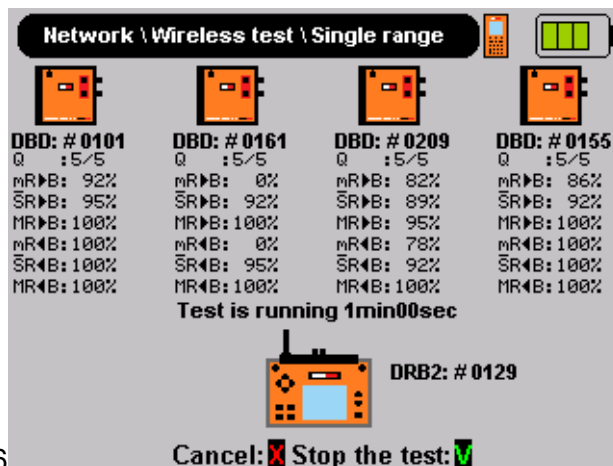 Network \ Wireless test \ Single range
DBD: # 0101 DBD: # 0161 DBD: # 0209 DBD: # 0155
Q :5/5 Q :5/5 Q :5/5 Q :5/5
mR▶B: 92% mR▶B: 0% mR▶B: 82% mR▶B: 86%
S̅R▶B: 95% S̅R▶B: 92% S̅R▶B: 89% S̅R▶B: 92%
MR▶B:100% MR▶B:100% MR▶B: 95% MR▶B:100%
mR◀B:100% mR◀B: 0% mR◀B: 78% mR◀B:100%
S̅R◀B:100% S̅R◀B: 95% S̅R◀B: 92% S̅R◀B:100%
MR◀B:100% MR◀B:100% MR◀B:100% MR◀B:100%
Test is running 1min00sec
DRB2: # 0129
6 Cancel: X Stop the test: V